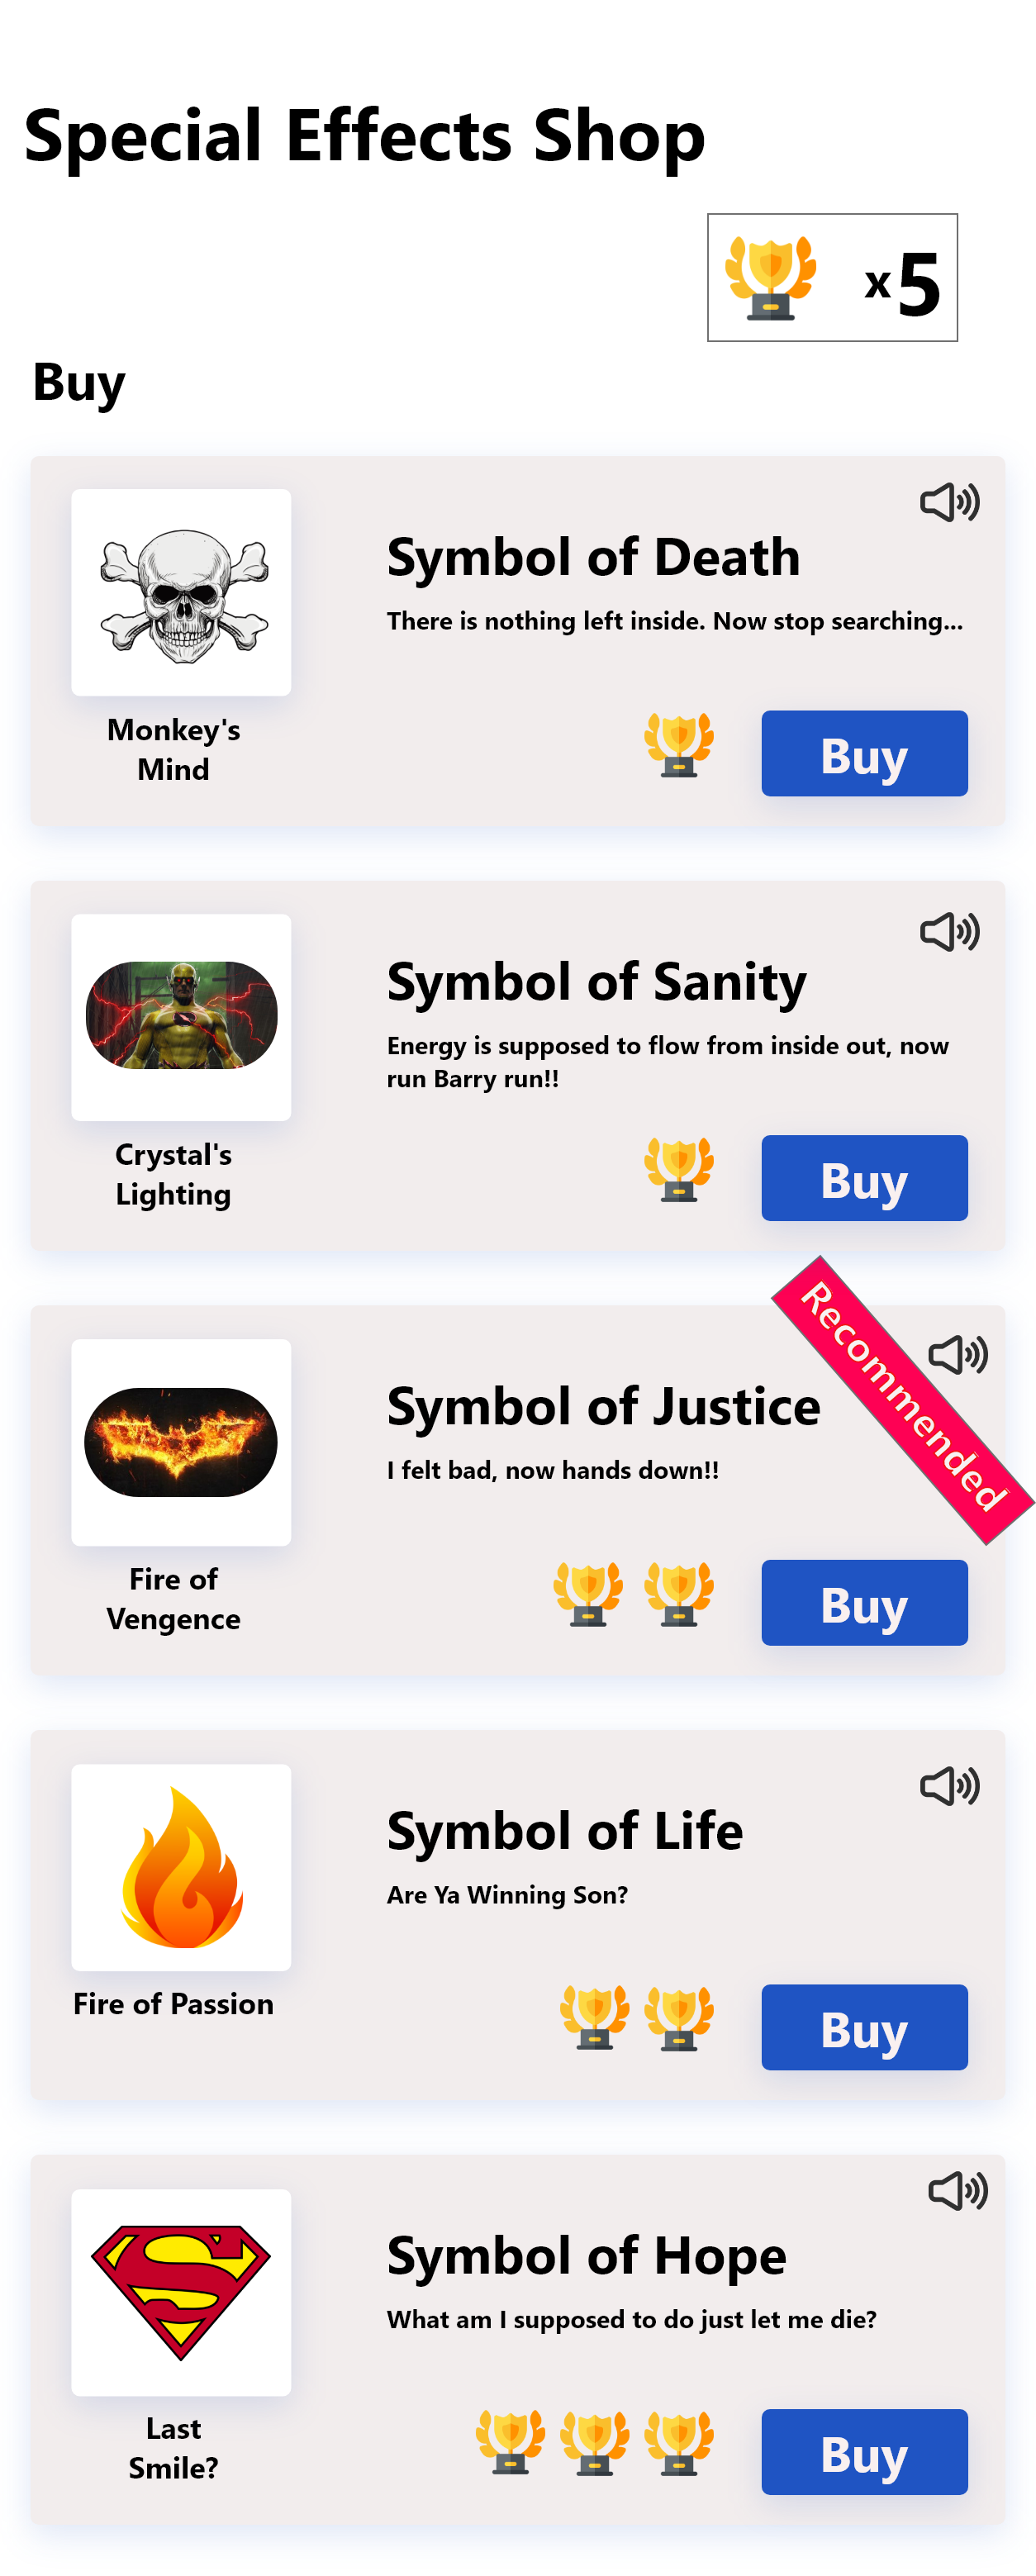 Special Effects Shop
x5
Buy
Symbol of Death
There is nothing left inside. Now stop searching...
Monkey's
Mind
Buy
Symbol of Sanity
Energy is supposed to flow from inside out, now
run Barry run!!
Crystal's
Lighting
Buy
Recommended
Symbol of Justice
I felt bad, now hands down!!
Fire of
Vengence
Buy
Symbol of Life
Are Ya Winning Son?
Fire of Passion
Buy
Symbol of Hope
What am I supposed to do just let me die?
Last
Smile?
Buy